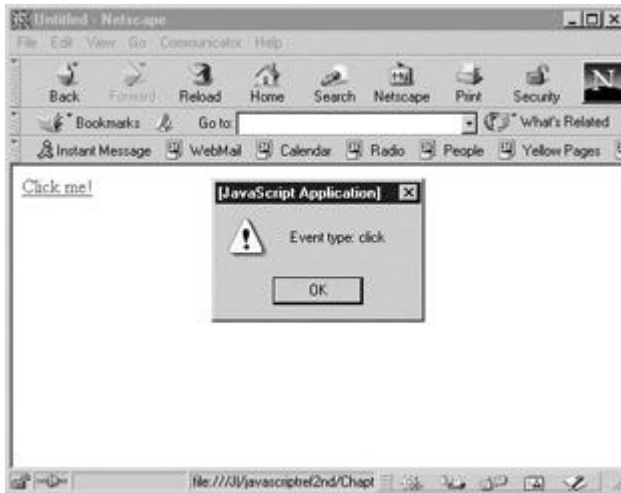 Untitled - Netscape
File Edit View Go Communicator Help
Back Forward Reload Home Search Netscape Print Security N
Bookmarks Go to: What's Related
Instant Message WebMail Calendar Radio People Yellow Pages
Click me!
[JavaScript Application]
Event type: click
OK
file:///J|/javascriptref2nd/Chapt